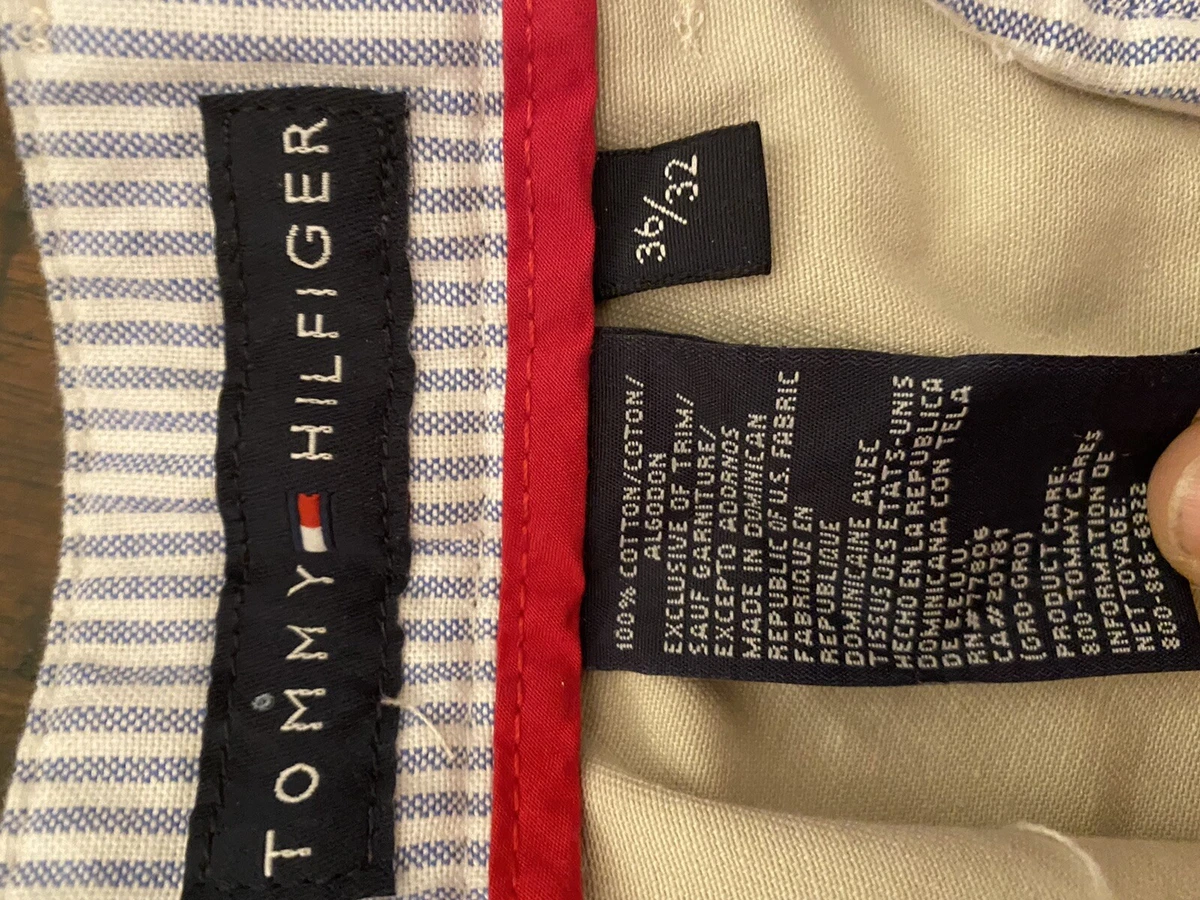 TOMMY HILFIGER
36/32
100% COTTON/COTON/
ALGODON
EXCLUSIVE OF TRIM/
SAUF GARNITURE/
EXCEPTO ADORNOS
MADE IN DOMINICAN
REPUBLIC OF U.S. FABRIC
FABRIQUE EN
REPUBLIQUE
DOMINICAINE AVEC
TISSUS DES ETATS-UNIS
HECHO EN LA REPUBLICA
DOMINICANA CON TELA
DE E.E.U.U.
RN#77806
CA#20781
(GRO)
PRODUCT CARE:
800-TOMMY CARES
INFORMATION DE
NETTOYAGE:
800-866-6922